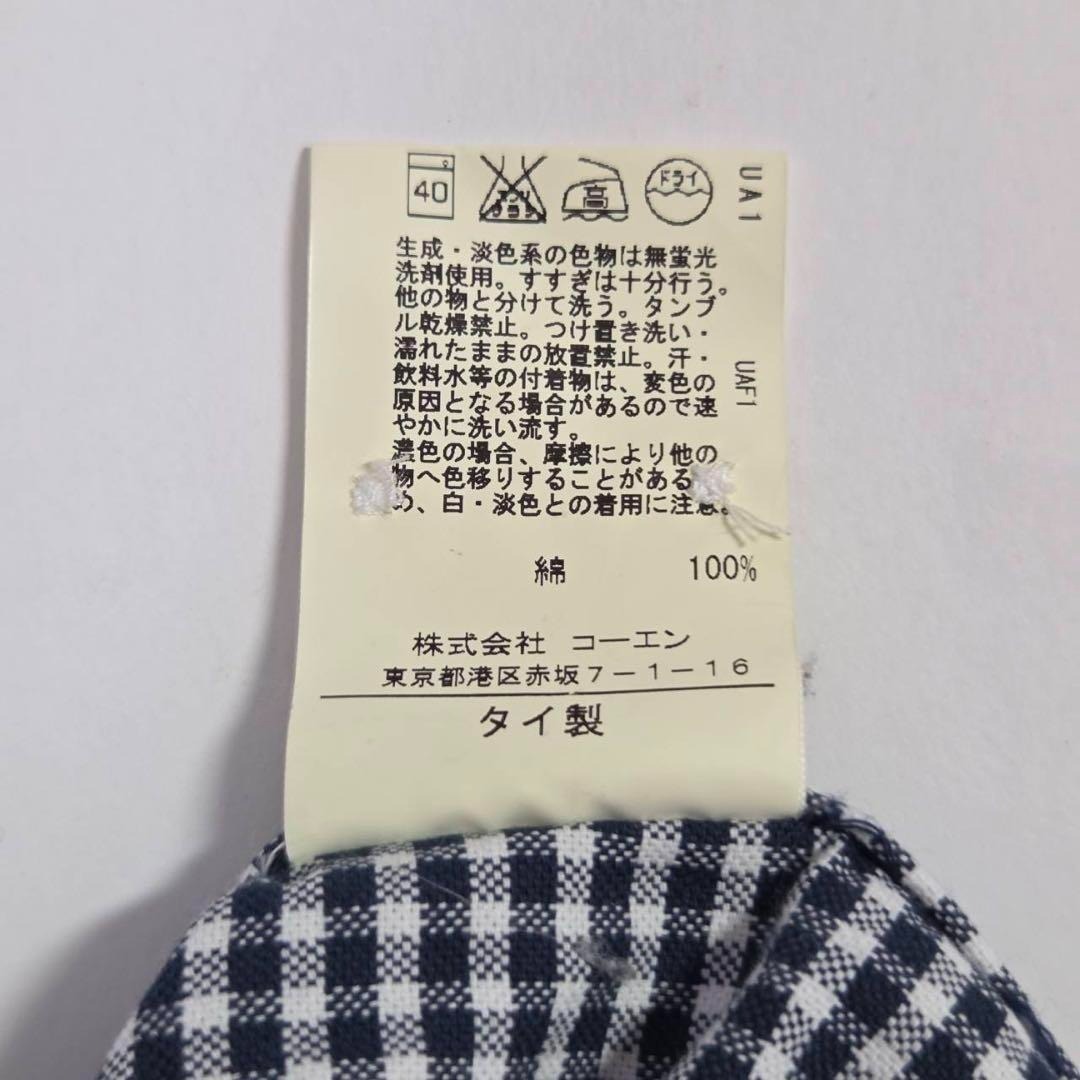 40
エンソ
サラシ
高
ドライ
UA1
生成・淡色系の色物は無蛍光
洗剤使用。すすぎは十分行う。
他の物と分けて洗う。タンブ
ル乾燥禁止。つけ置き洗い・
濡れたままの放置禁止。汗・
飲料水等の付着物は、変色の
原因となる場合があるので速
やかに洗い流す。
濃色の場合、摩擦により他の
物へ色移りすることがある
め、白・淡色との着用に注意。
UAF1
綿 100%
株式会社 コーエン
東京都港区赤坂7-1-16
タイ製